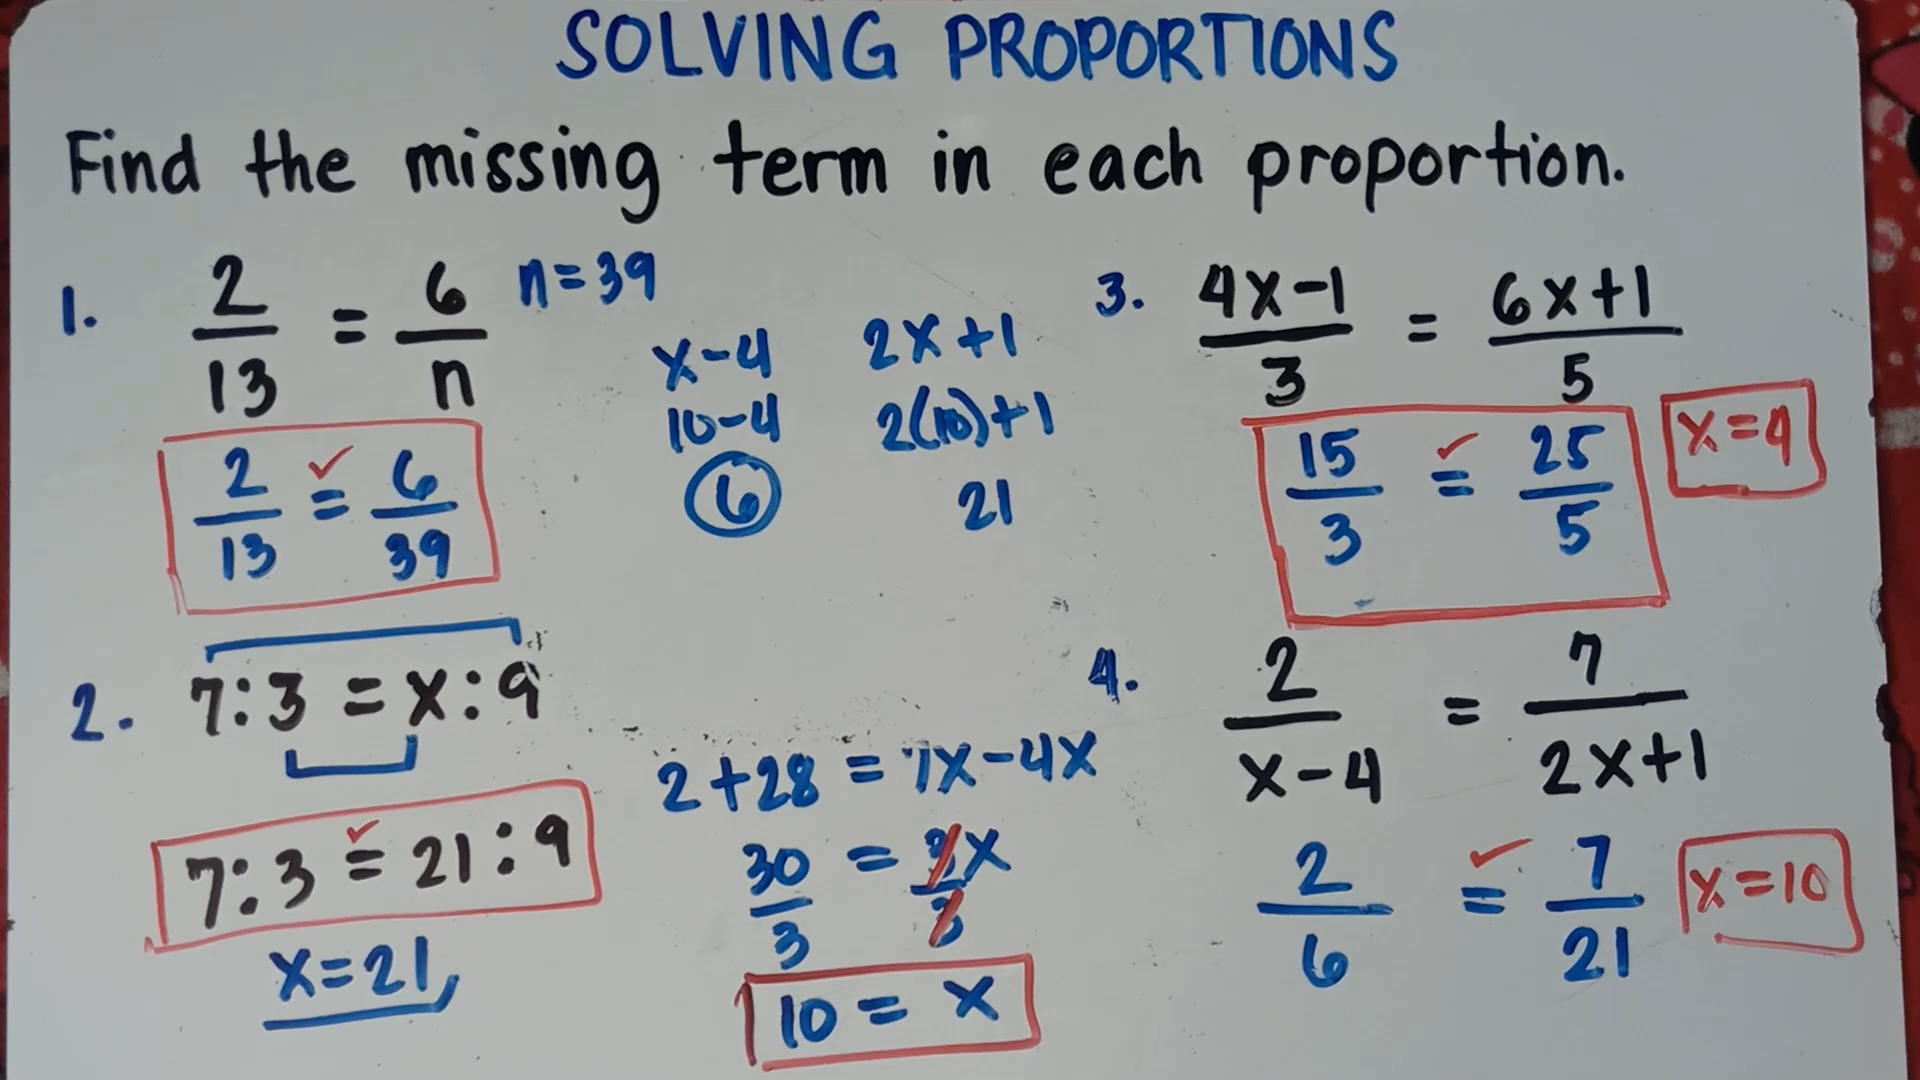 SOLVING PROPORTIONS
Find the missing term in each proportion.
1. 2/13 = 6/n n=39
2/13 = 6/39
2. 7:3 = x:9
7:3 = 21:9
x=21
x-4 2x+1
10-4 2(10)+1
6 21
2+28 = 7x-4x
30/3 = 3x/3
10 = x
3. 4x-1/3 = 6x+1/5
15/3 = 25/5 x=4
4. 2/x-4 = 7/2x+1
2/6 = 7/21 x=10